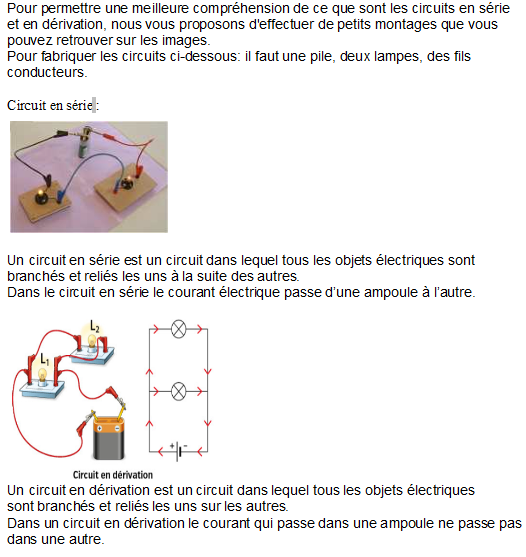 Pour permettre une meilleure compréhension de ce que sont les circuits en série
et en dérivation, nous vous proposons d'effectuer de petits montages que vous
pouvez retrouver sur les images.
Pour fabriquer les circuits ci-dessous: il faut une pile, deux lampes, des fils
conducteurs.
Circuit en série :
Un circuit en série est un circuit dans lequel tous les objets électriques sont
branchés et reliés les uns à la suite des autres.
Dans le circuit en série le courant électrique passe d'une ampoule à l'autre.
L2
L1
+ -
+ -
Circuit en dérivation
Un circuit en dérivation est un circuit dans lequel tous les objets électriques
sont branchés et reliés les uns sur les autres.
Dans un circuit en dérivation le courant qui passe dans une ampoule ne passe pas
dans une autre.